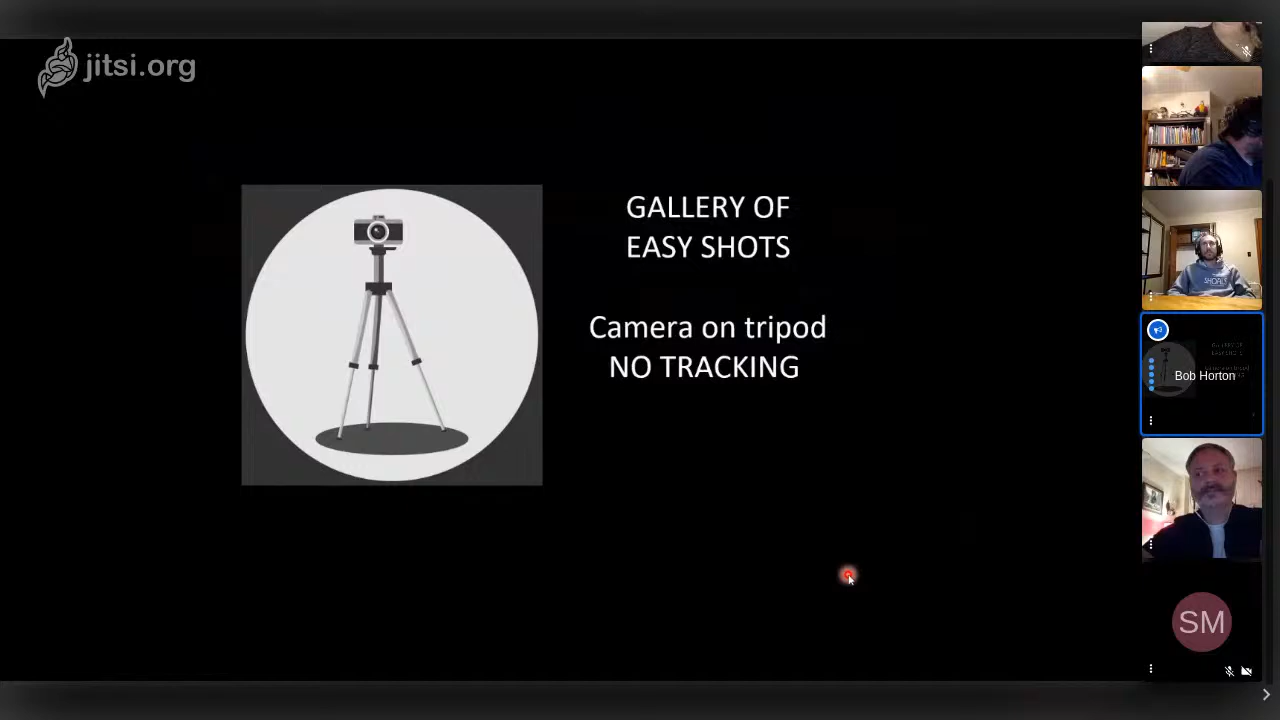 jitsi.org
GALLERY OF
EASY SHOTS
Camera on tripod
NO TRACKING
Bob Horton
SM